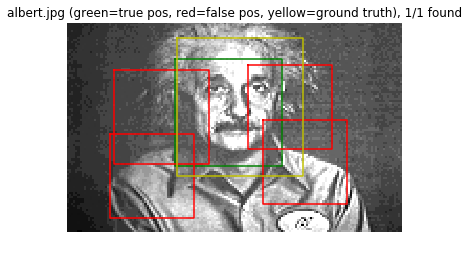 albert.jpg (green=true pos, red=false pos, yellow=ground truth), 1/1 found